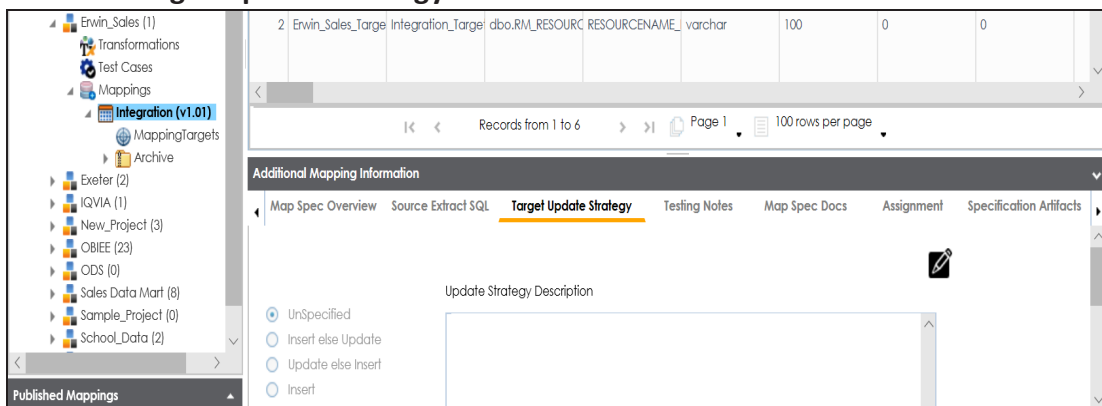 Erwin_Sales (1)
Transformations
Test Cases
Mappings
Integration (v1.01)
MappingTargets
Archive
Exeter (2)
IQVIA (1)
New_Project (3)
OBIEE (23)
ODS (0)
Sales Data Mart (8)
Sample_Project (0)
School_Data (2)
Published Mappings
2 Erwin_Sales_Targe Integration_Target dbo.RM_RESOURC RESOURCENAME_ varchar 100 0 0
Records from 1 to 6 Page 1 100 rows per page
Additional Mapping Information
Map Spec Overview Source Extract SQL Target Update Strategy Testing Notes Map Spec Docs Assignment Specification Artifacts
Update Strategy Description
UnSpecified
Insert else Update
Update else Insert
Insert